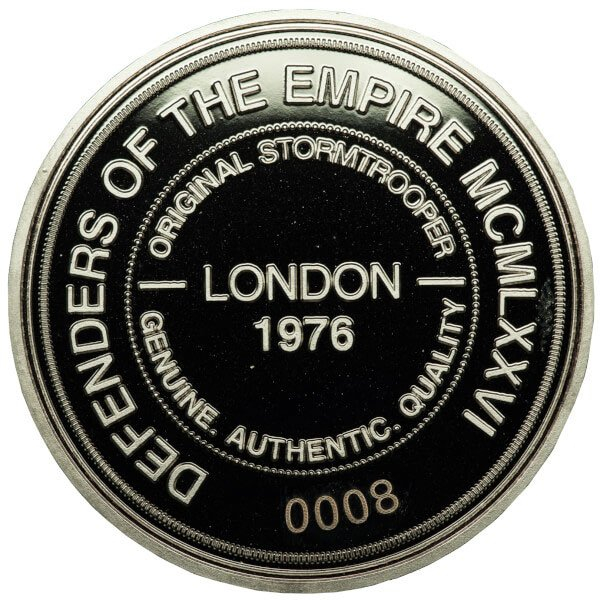 DEFENDERS OF THE EMPIRE MCMLXXVI
ORIGINAL STORMTROOPER
LONDON
1976
GENUINE. AUTHENTIC. QUALITY
0008